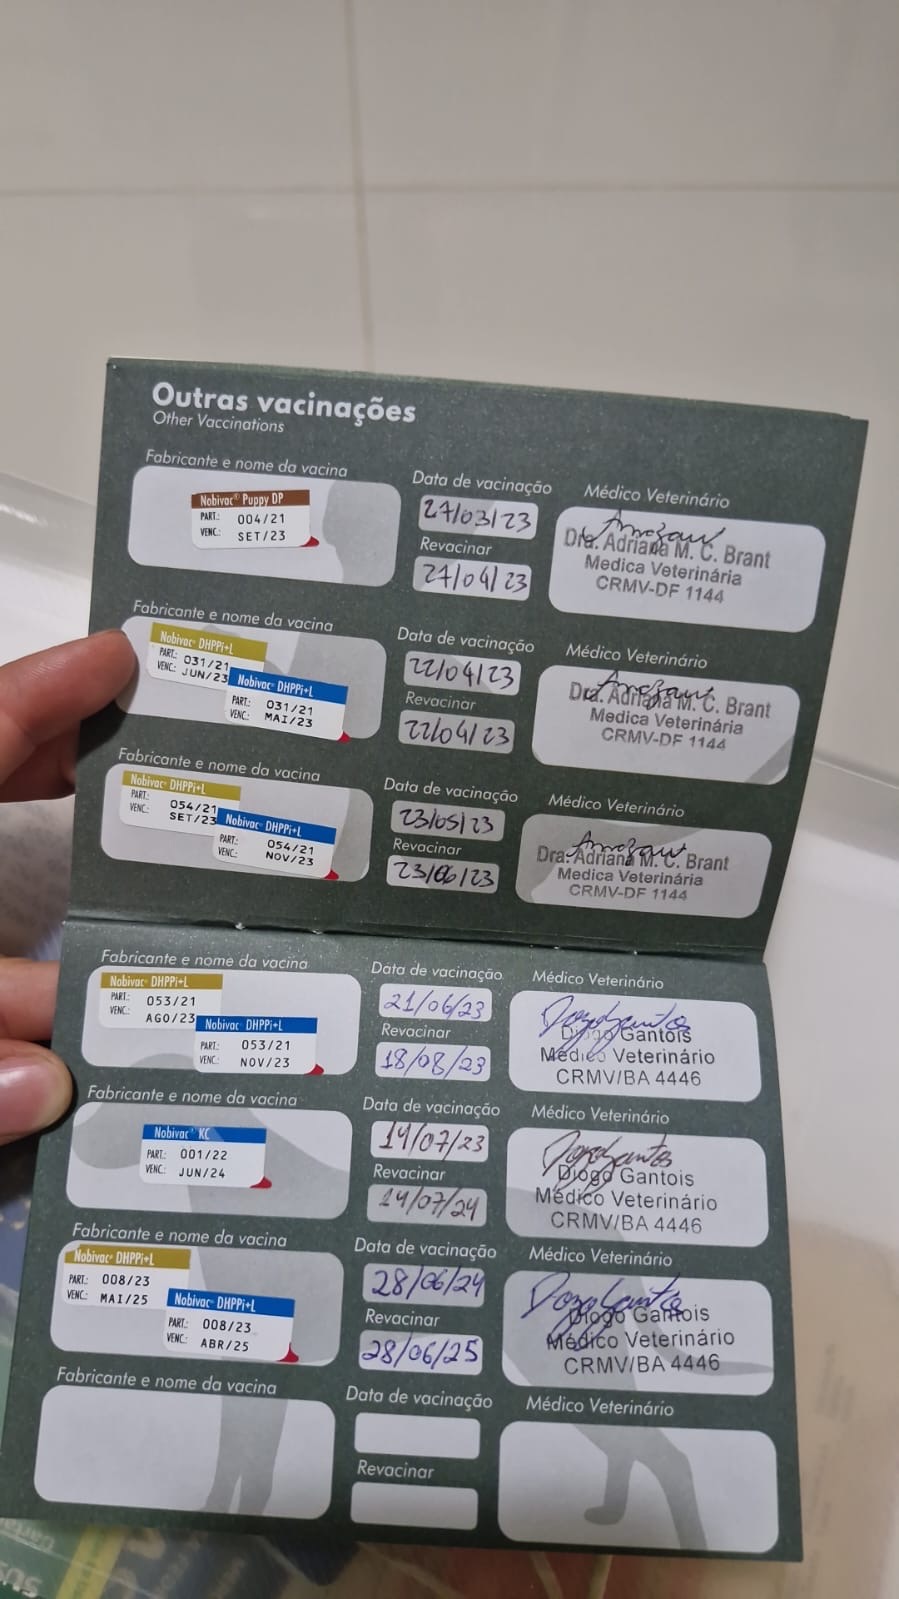 Outras vacinações
Other Vaccinations
Fabricante e nome da vacina
Data de vacinação
Médico Veterinário
Nobivac® Puppy DP
PART.: 004/21
VENC.: SET/23
27/03/23
Revacinar
27/04/23
Dra. Adriana M. C. Brant
Medica Veterinária
CRMV-DF 1144
Fabricante e nome da vacina
Data de vacinação
Médico Veterinário
Nobivac® DHPPi+L
PART.: 031/21
VENC.: JUN/23
Nobivac® DHPPi+L
PART.: 031/21
VENC.: MAI/23
22/04/23
Revacinar
22/04/23
Dra. Adriana M. C. Brant
Medica Veterinária
CRMV-DF 1144
Fabricante e nome da vacina
Data de vacinação
Médico Veterinário
Nobivac® DHPPi+L
PART.: 054/21
VENC.: SET/23
Nobivac® DHPPi+L
PART.: 054/21
VENC.: NOV/23
23/05/23
Revacinar
23/06/23
Dra. Adriana M. C. Brant
Medica Veterinária
CRMV-DF 1144
Fabricante e nome da vacina
Data de vacinação
Médico Veterinário
Nobivac® DHPPi+L
PART.: 053/21
VENC.: AGO/23
Nobivac® DHPPi+L
PART.: 053/21
VENC.: NOV/23
21/06/23
Revacinar
18/08/23
Diogo Gantois
Médico Veterinário
CRMV/BA 4446
Fabricante e nome da vacina
Data de vacinação
Médico Veterinário
Nobivac® KC
PART.: 001/22
VENC.: JUN/24
14/07/23
Revacinar
14/07/24
Diogo Gantois
Médico Veterinário
CRMV/BA 4446
Fabricante e nome da vacina
Data de vacinação
Médico Veterinário
Nobivac® DHPPi+L
PART.: 008/23
VENC.: MAI/25
Nobivac® DHPPi+L
PART.: 008/23
VENC.: ABR/25
28/06/24
Revacinar
28/06/25
Diogo Gantois
Médico Veterinário
CRMV/BA 4446
Fabricante e nome da vacina
Data de vacinação
Médico Veterinário
Revacinar